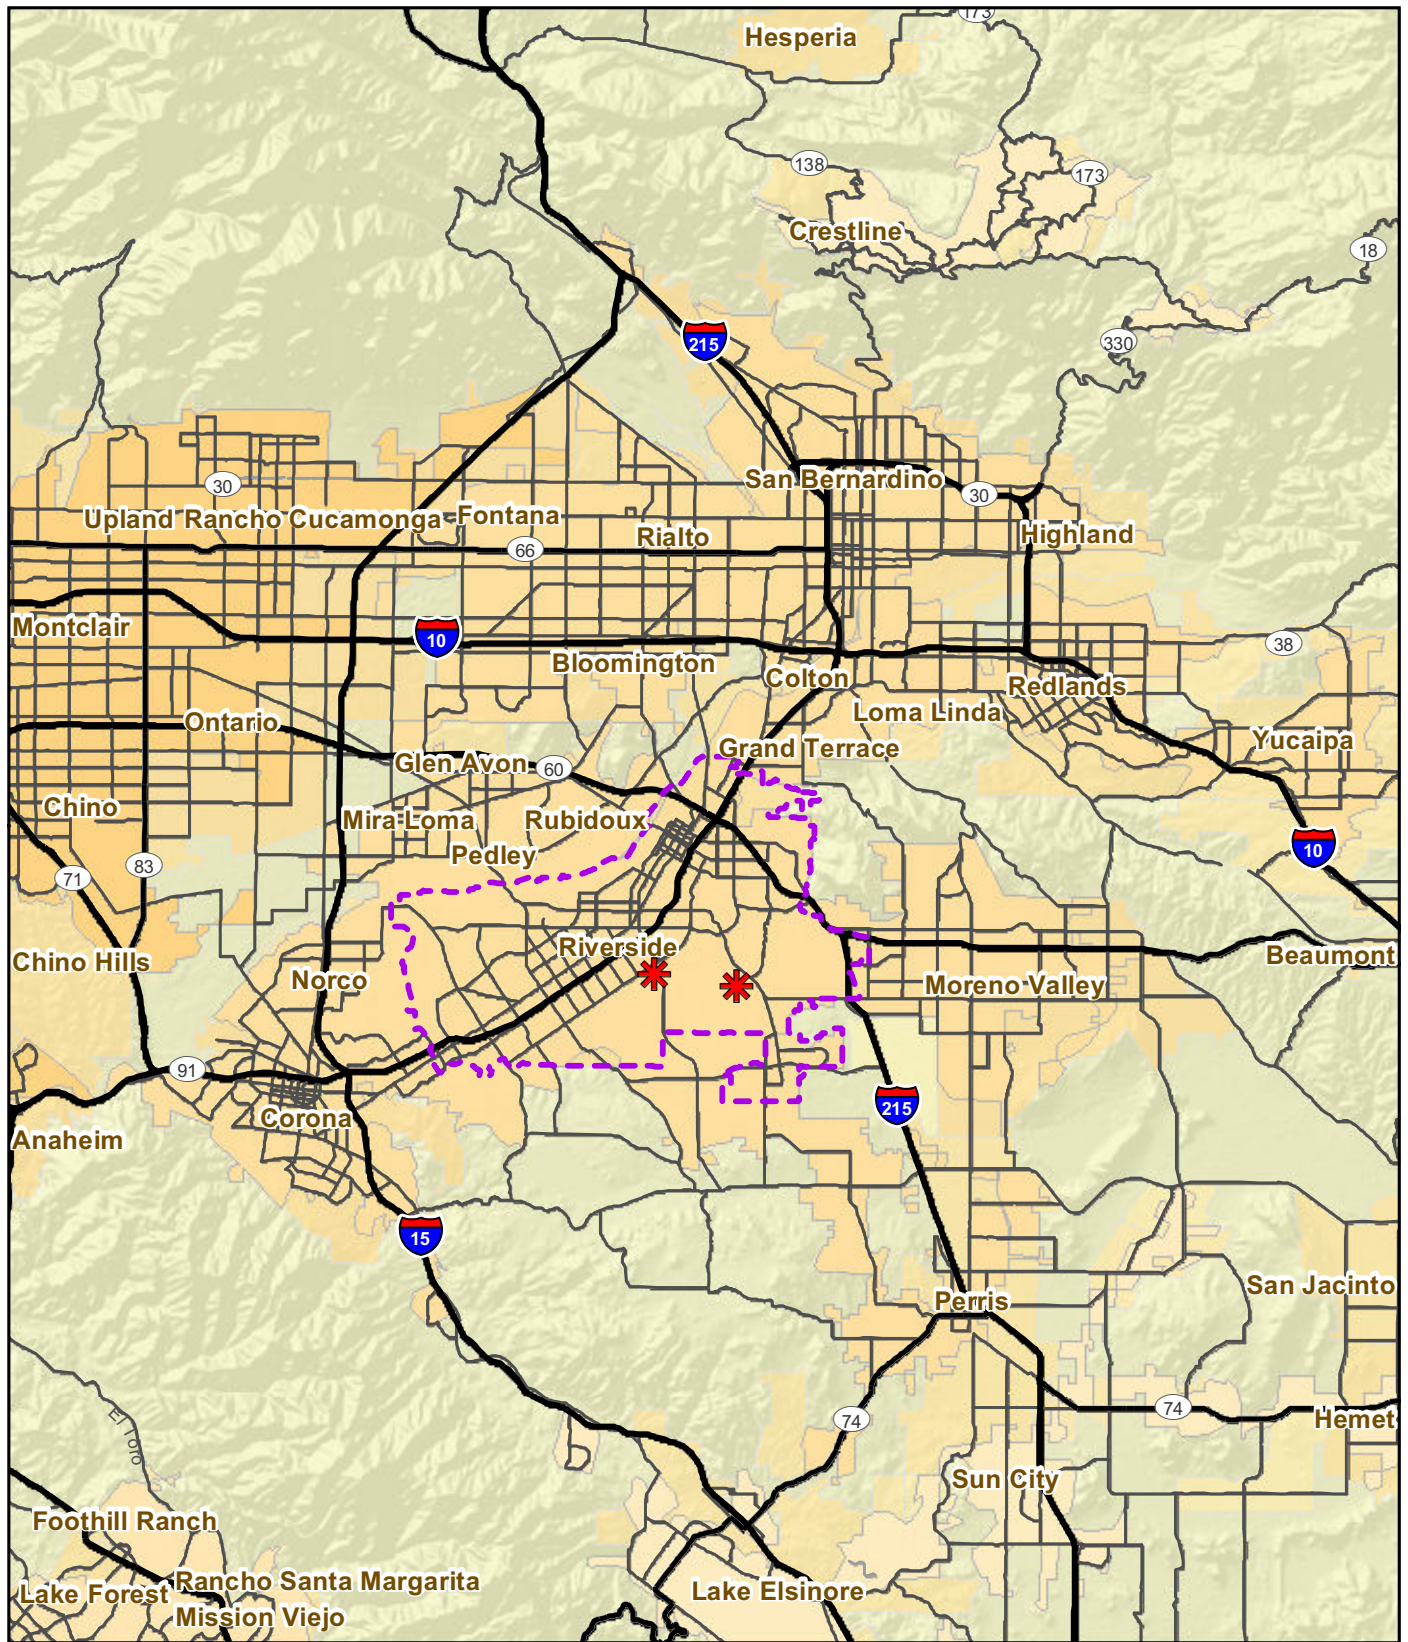 173
Hesperia
138
173
Crestline
18
215
330
San Bernardino
30
30
Upland
Rancho Cucamonga
Fontana
Rialto
Highland
66
Montclair
10
38
Bloomington
Colton
Redlands
Loma Linda
Ontario
Grand Terrace
Yucaipa
Glen Avon
60
Chino
Mira Loma
Rubidoux
10
Pedley
83
71
Riverside
Beaumont
Chino Hills
Norco
Moreno Valley
91
215
Corona
Anaheim
15
San Jacinto
Perris
El Toro
74
74
Hemet
Sun City
Foothill Ranch
Rancho Santa Margarita
Lake Forest
Lake Elsinore
Mission Viejo